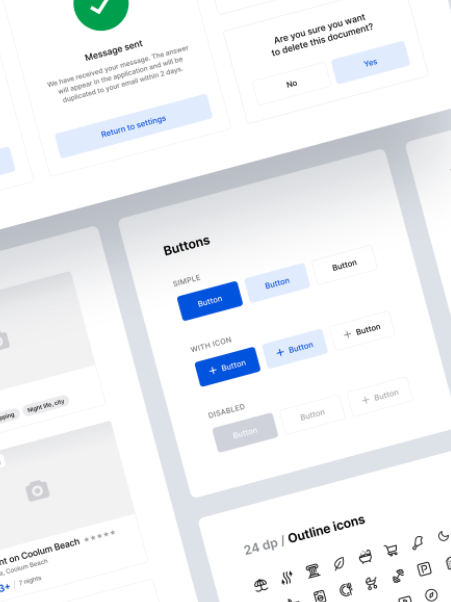 Message sent
We have received your message. The answer
will appear in the application and will be
duplicated to your email within 2 days.
Return to settings
Are you sure you want
to delete this document?
No
Yes
Buttons
SIMPLE
Button
Button
Button
WITH ICON
+ Button
+ Button
+ Button
DISABLED
Button
Button
+ Button
Night life, city
on Coolum Beach
Coolum Beach
7 nights
24 dp / Outline icons